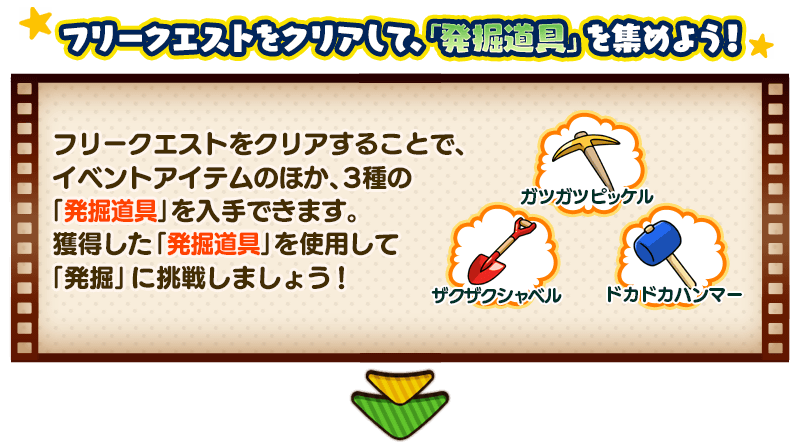 フリークエストをクリアして、「発掘道具」を集めよう！
フリークエストをクリアすることで、
イベントアイテムのほか、3種の
「発掘道具」を入手できます。
獲得した「発掘道具」を使用して
「発掘」に挑戦しましょう！
ガツガツピッケル
ザクザクシャベル
ドカドカハンマー